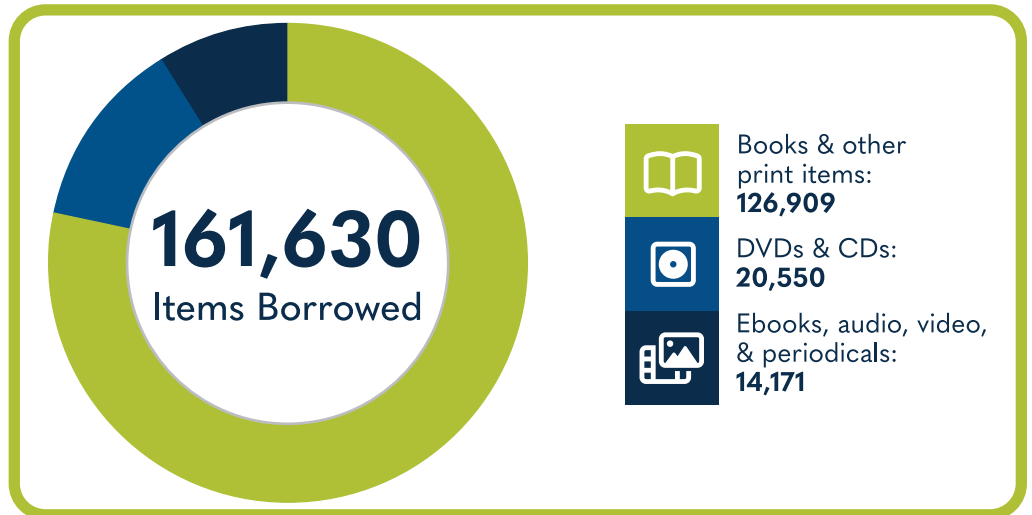 161,630
Items Borrowed
Books & other
print items:
126,909
DVDs & CDs:
20,550
Ebooks, audio, video,
& periodicals:
14,171